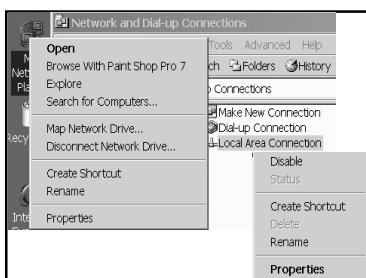 Network and Dial-up Connections
Tools Advanced Help
Folders History
Connections
Make New Connection
Dial-up Connection
Local Area Connection
Open
Browse With Paint Shop Pro 7
Explore
Search for Computers...
Map Network Drive...
Disconnect Network Drive...
Create Shortcut
Rename
Properties
Disable
Status
Create Shortcut
Delete
Rename
Properties